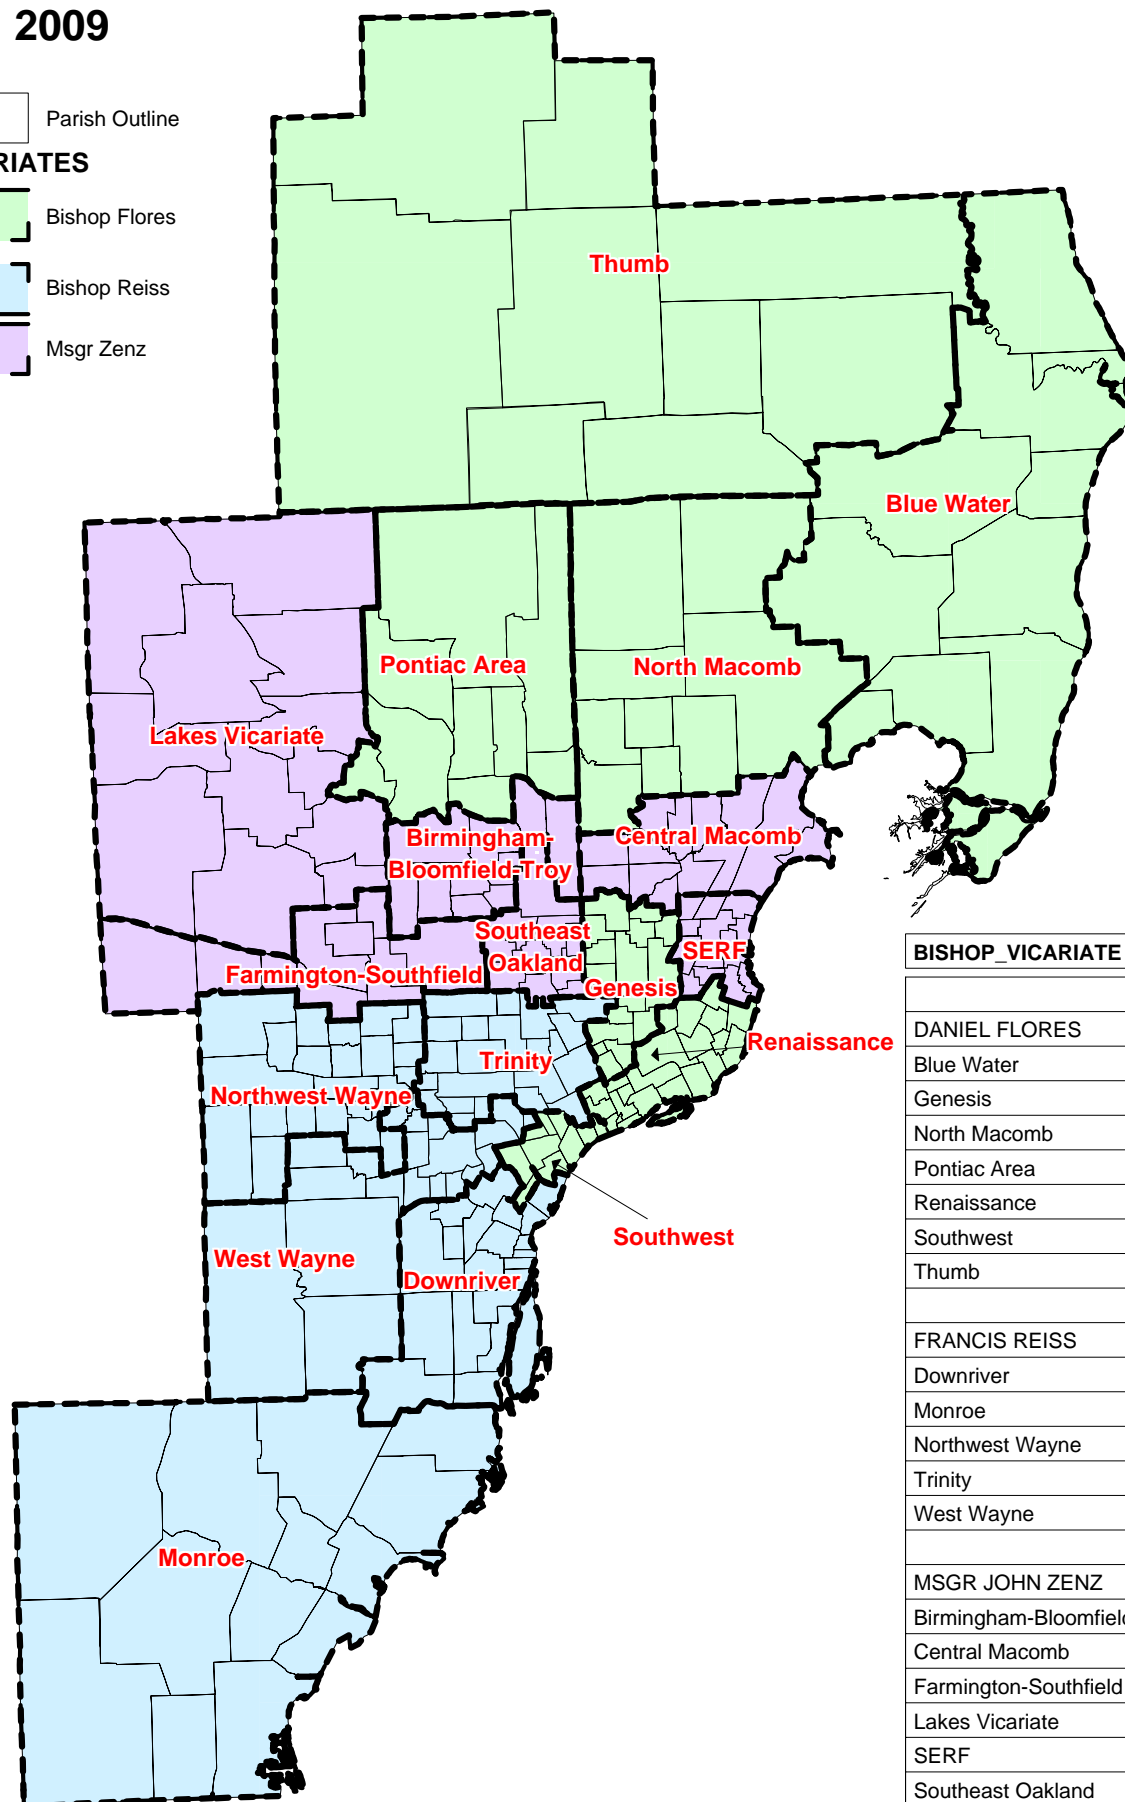 2009
Parish Outline
RIATES
Bishop Flores
Bishop Reiss
Msgr Zenz
Thumb
Blue Water
Pontiac Area
North Macomb
Lakes Vicariate
Birmingham-
Bloomfield-Troy
Central Macomb
Southeast
Oakland
SERF
Farmington-Southfield
Genesis
Renaissance
Trinity
Northwest Wayne
Southwest
West Wayne
Downriver
Monroe
BISHOP_VICARIATE
DANIEL FLORES
Blue Water
Genesis
North Macomb
Pontiac Area
Renaissance
Southwest
Thumb
FRANCIS REISS
Downriver
Monroe
Northwest Wayne
Trinity
West Wayne
MSGR JOHN ZENZ
Birmingham-Bloomfield
Central Macomb
Farmington-Southfield
Lakes Vicariate
SERF
Southeast Oakland